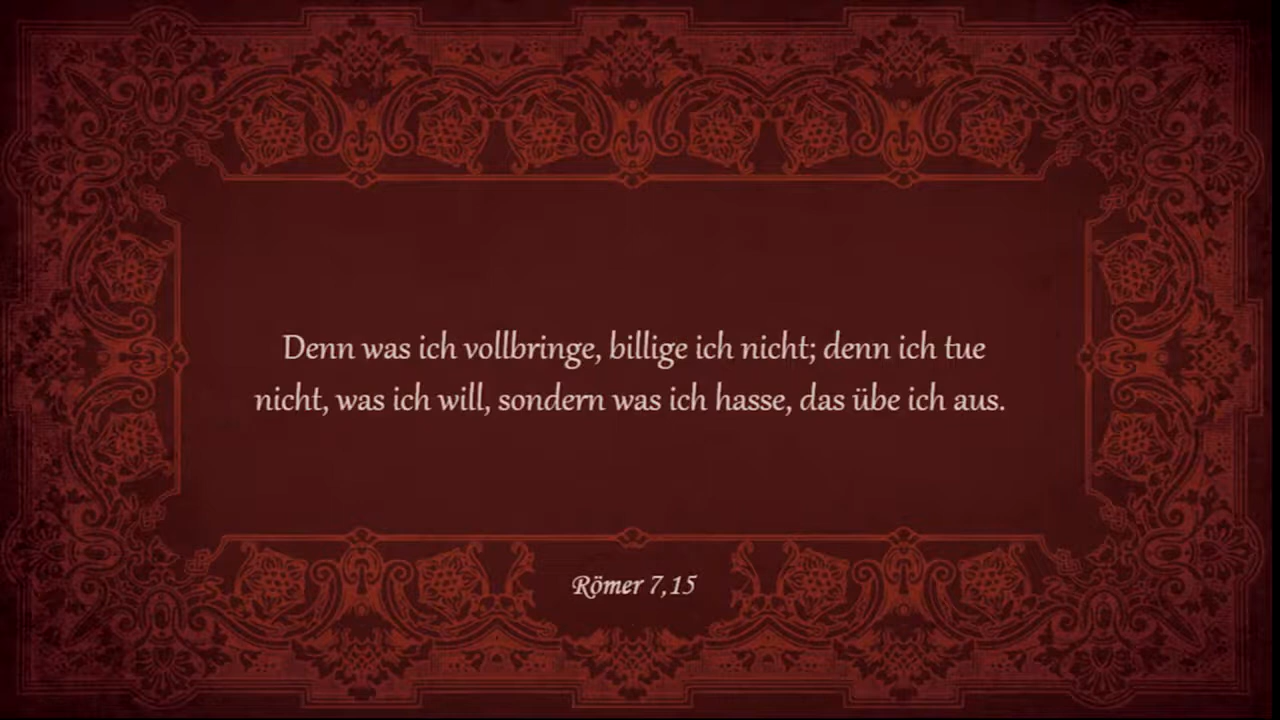 Denn was ich vollbringe, billige ich nicht; denn ich tue
nicht, was ich will, sondern was ich hasse, das übe ich aus.
Römer 7,15